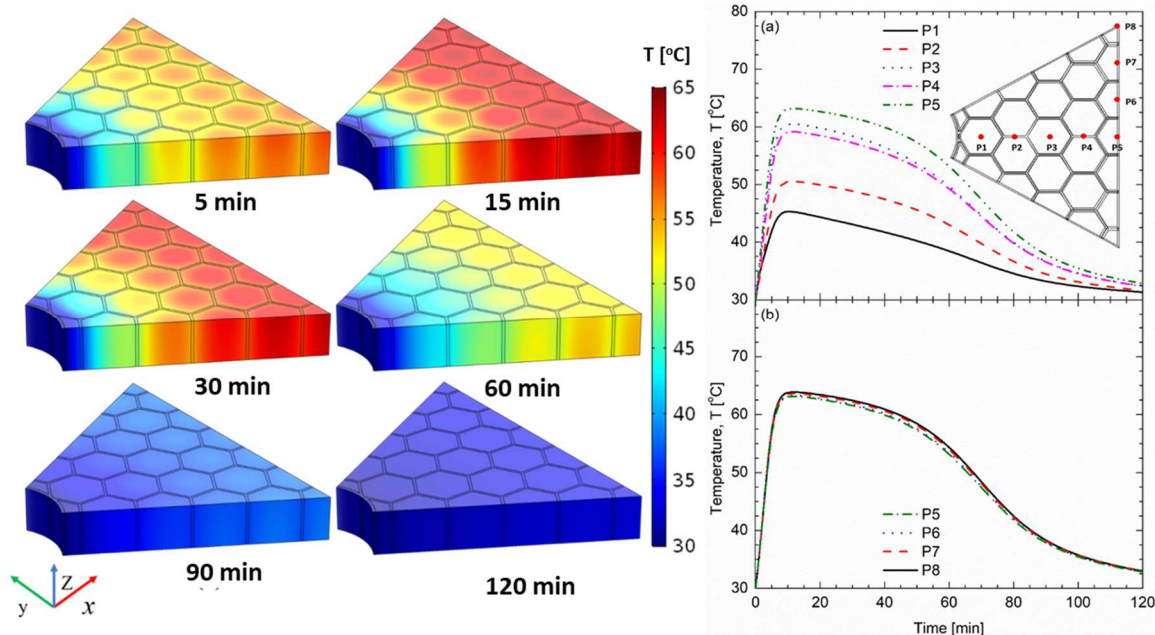 5 min
15 min
30 min
60 min
90 min
120 min
Z
y
x
T [°C]
65
60
55
50
45
40
35
30
(a)
P1
P2
P3
P4
P5
P8
P7
P6
P1
P2
P3
P4
P5
80
70
60
50
40
30
Temperature, T [°C]
(b)
70
60
50
40
30
Temperature, T [°C]
P5
P6
P7
P8
0
20
40
60
80
100
120
Time [min]